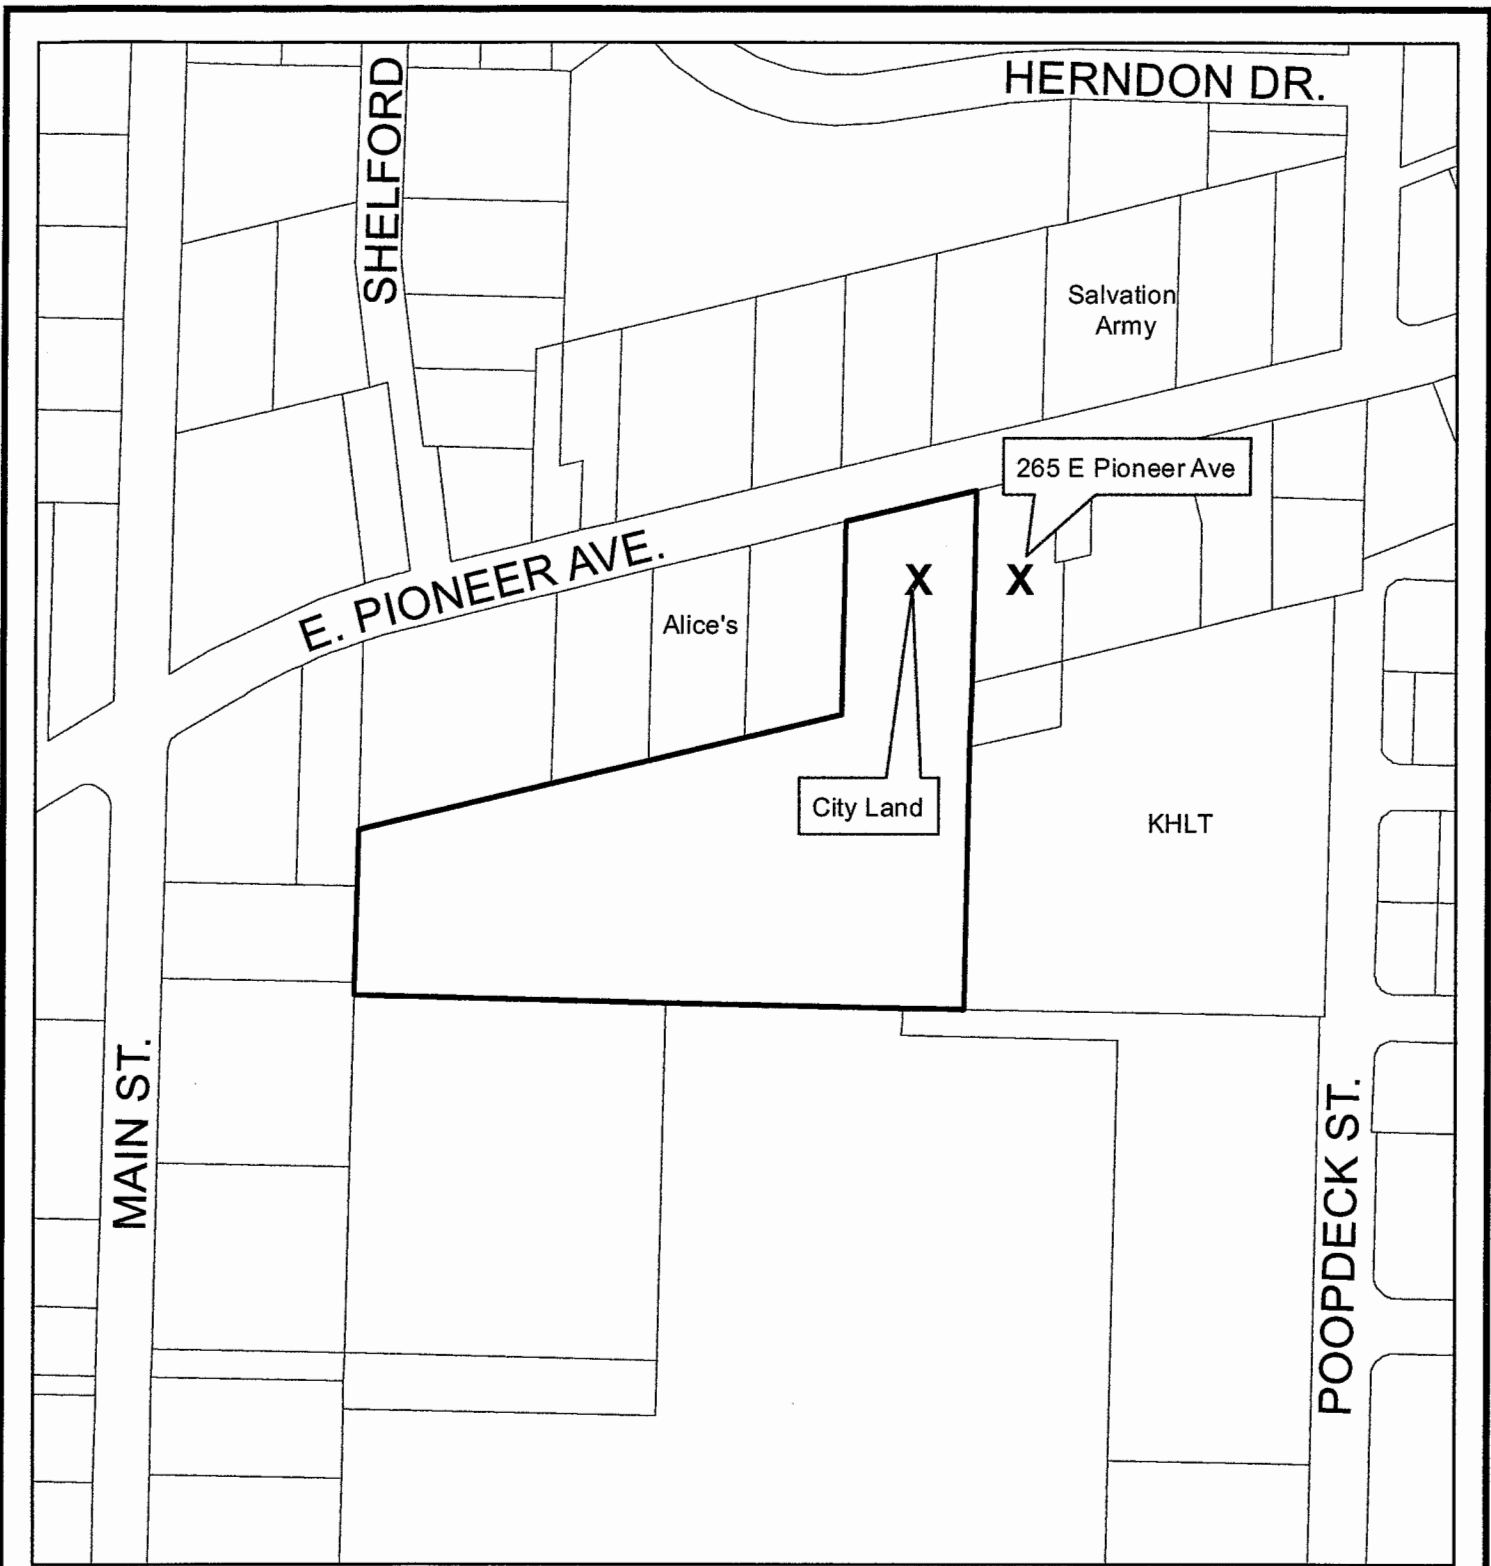 HERNDON DR.
SHELFORD
Salvation
Army
265 E Pioneer Ave
E. PIONEER AVE.
X
X
Alice's
City Land
KHLT
MAIN ST.
POOPDECK ST.